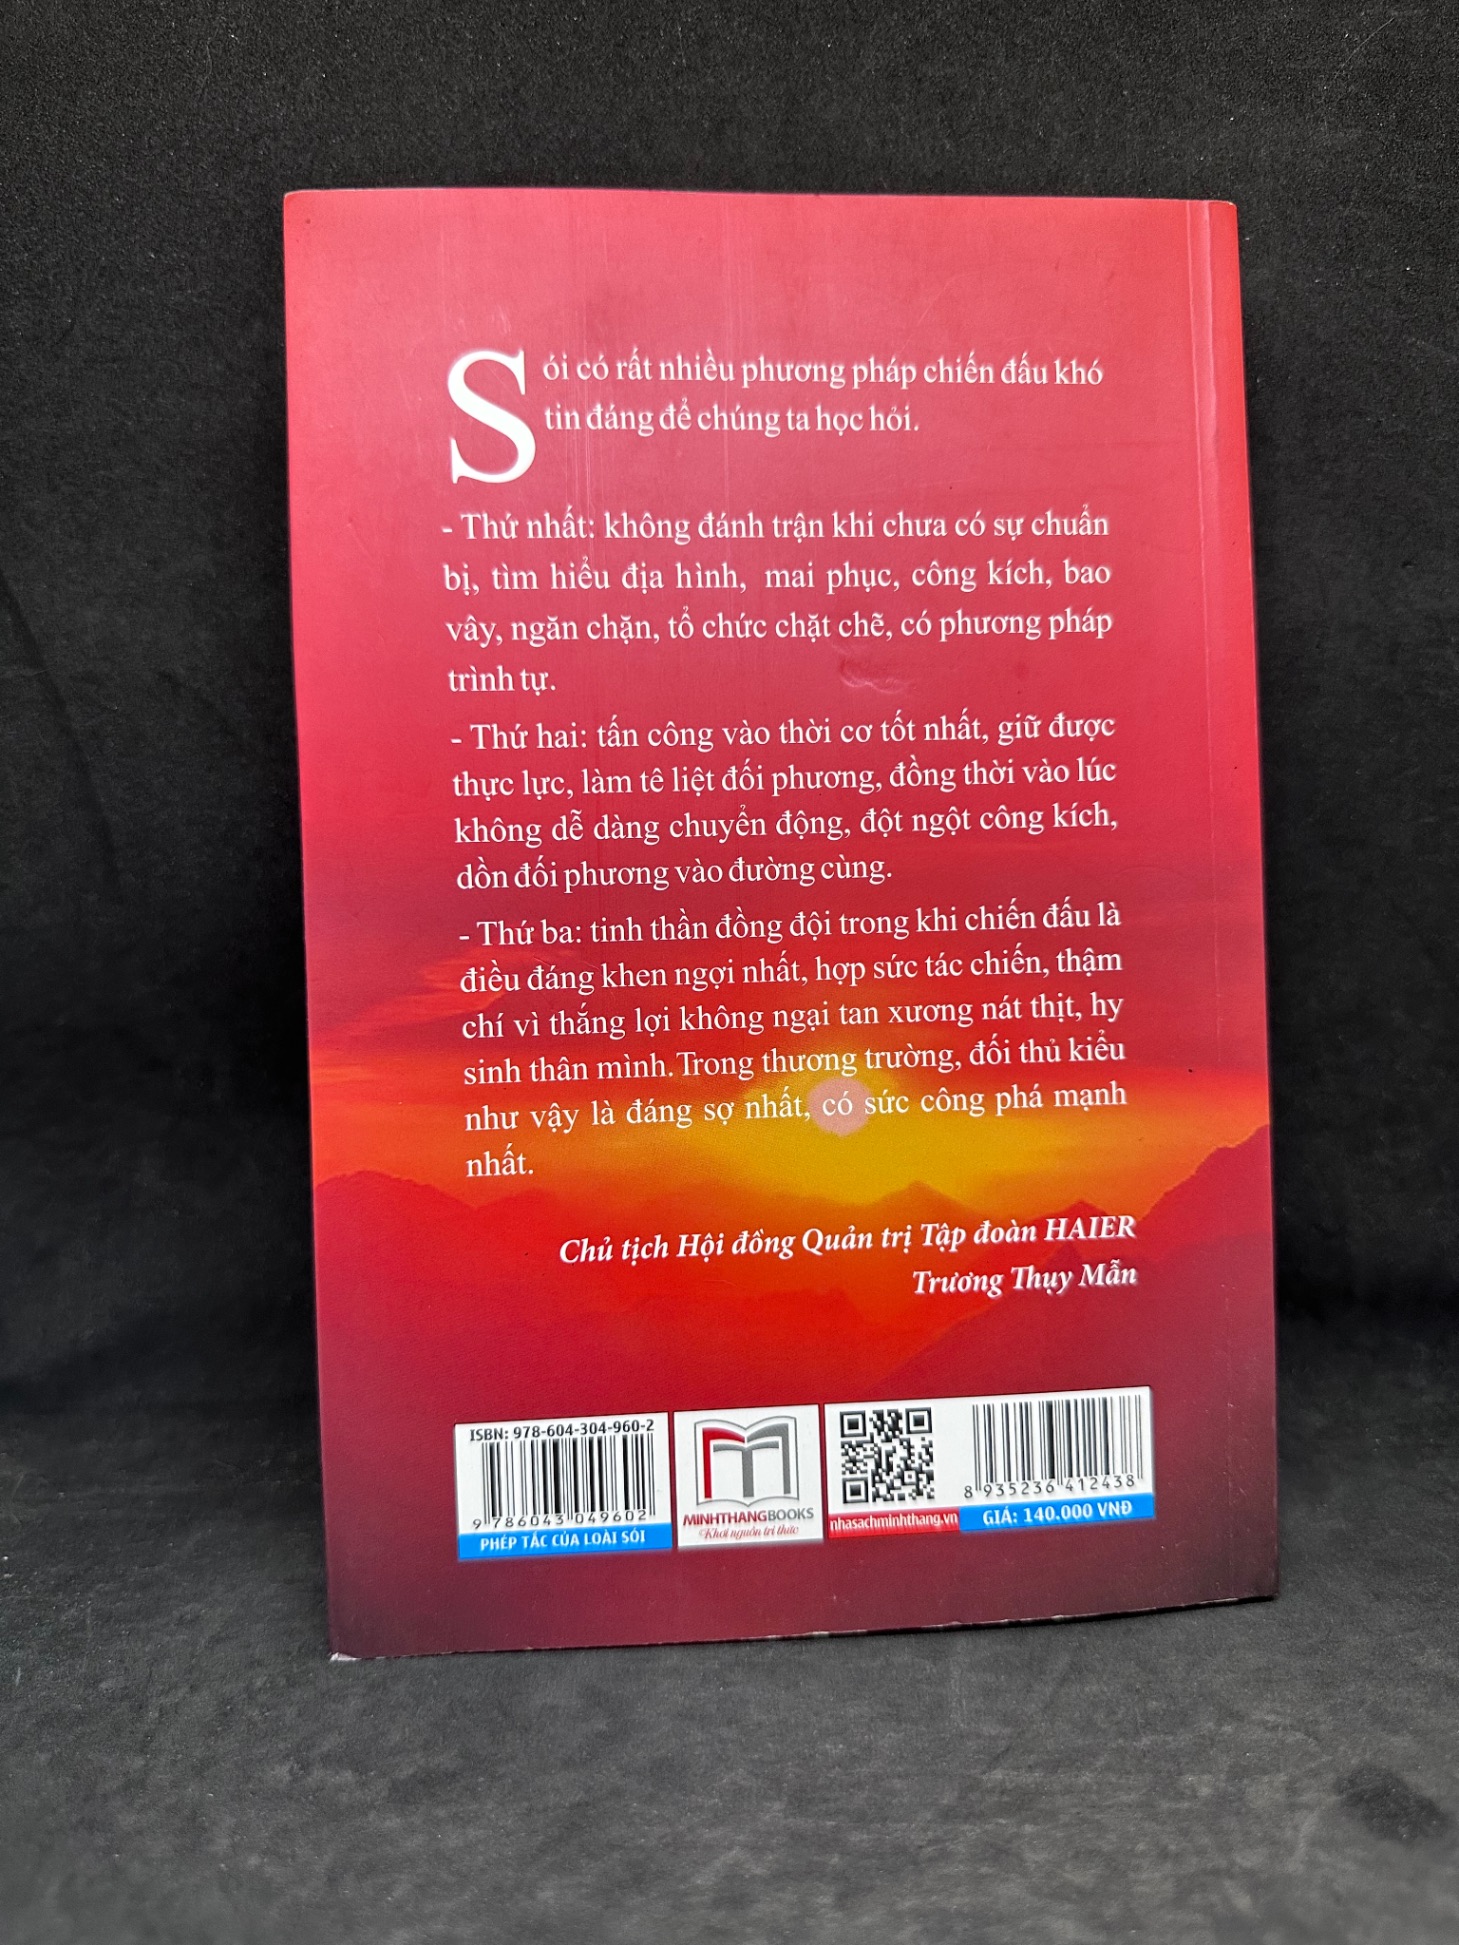 Sói có rất nhiều phương pháp chiến đấu khó
tin đáng để chúng ta học hỏi.
- Thứ nhất: không đánh trận khi chưa có sự chuẩn
bị, tìm hiểu địa hình, mai phục, công kích, bao
vây, ngăn chặn, tổ chức chặt chẽ, có phương pháp
trình tự.
- Thứ hai: tấn công vào thời cơ tốt nhất, giữ được
thực lực, làm tê liệt đối phương, đồng thời vào lúc
không dễ dàng chuyển động, đột ngột công kích,
dồn đối phương vào đường cùng.
- Thứ ba: tinh thần đồng đội trong khi chiến đấu là
điều đáng khen ngợi nhất, hợp sức tác chiến, thậm
chí vì thắng lợi không ngại tan xương nát thịt, hy
sinh thân mình.Trong thương trường, đối thủ kiểu
như vậy là đáng sợ nhất, có sức công phá mạnh
nhất.
Chủ tịch Hội đồng Quản trị Tập đoàn HAIER
Trương Thụy Mẫn
ISBN: 978-604-304-960-2
9 786043 049602
PHÉP TẮC CỦA LOÀI SÓI
MINHTHANGBOOKS
Khơi nguồn tri thức
nhasachminhthang.vn
8 935236 412438
GIÁ: 140.000 VNĐ